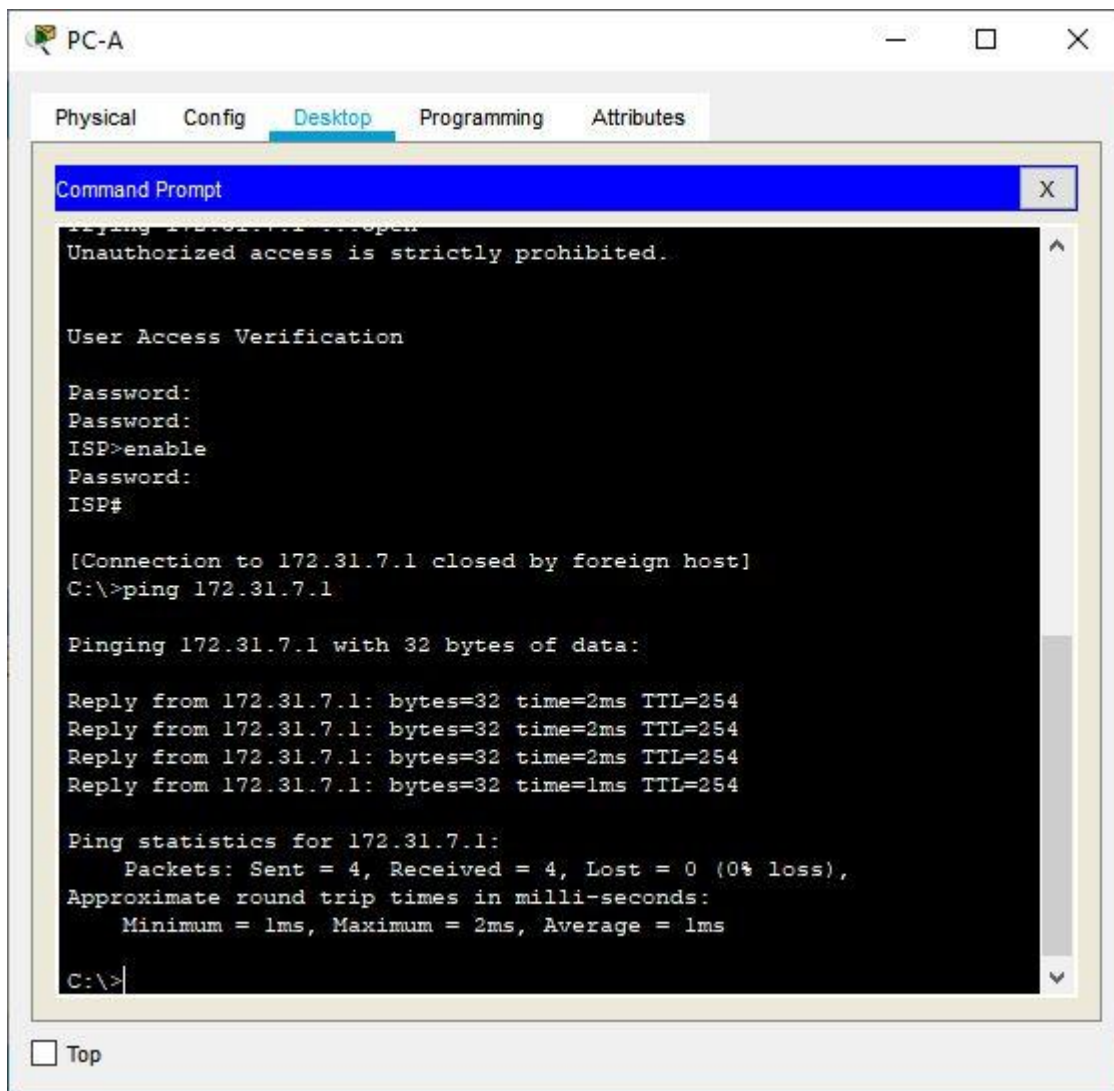 PC-A
Physical Config Desktop Programming Attributes
Command Prompt
X
Trying 172.31.7.1 ...Open
Unauthorized access is strictly prohibited.
User Access Verification
Password:
Password:
ISP>enable
Password:
ISP#
[Connection to 172.31.7.1 closed by foreign host]
C:\>ping 172.31.7.1
Pinging 172.31.7.1 with 32 bytes of data:
Reply from 172.31.7.1: bytes=32 time=2ms TTL=254
Reply from 172.31.7.1: bytes=32 time=2ms TTL=254
Reply from 172.31.7.1: bytes=32 time=2ms TTL=254
Reply from 172.31.7.1: bytes=32 time=1ms TTL=254
Ping statistics for 172.31.7.1:
Packets: Sent = 4, Received = 4, Lost = 0 (0% loss),
Approximate round trip times in milli-seconds:
Minimum = 1ms, Maximum = 2ms, Average = 1ms
C:\>
Top